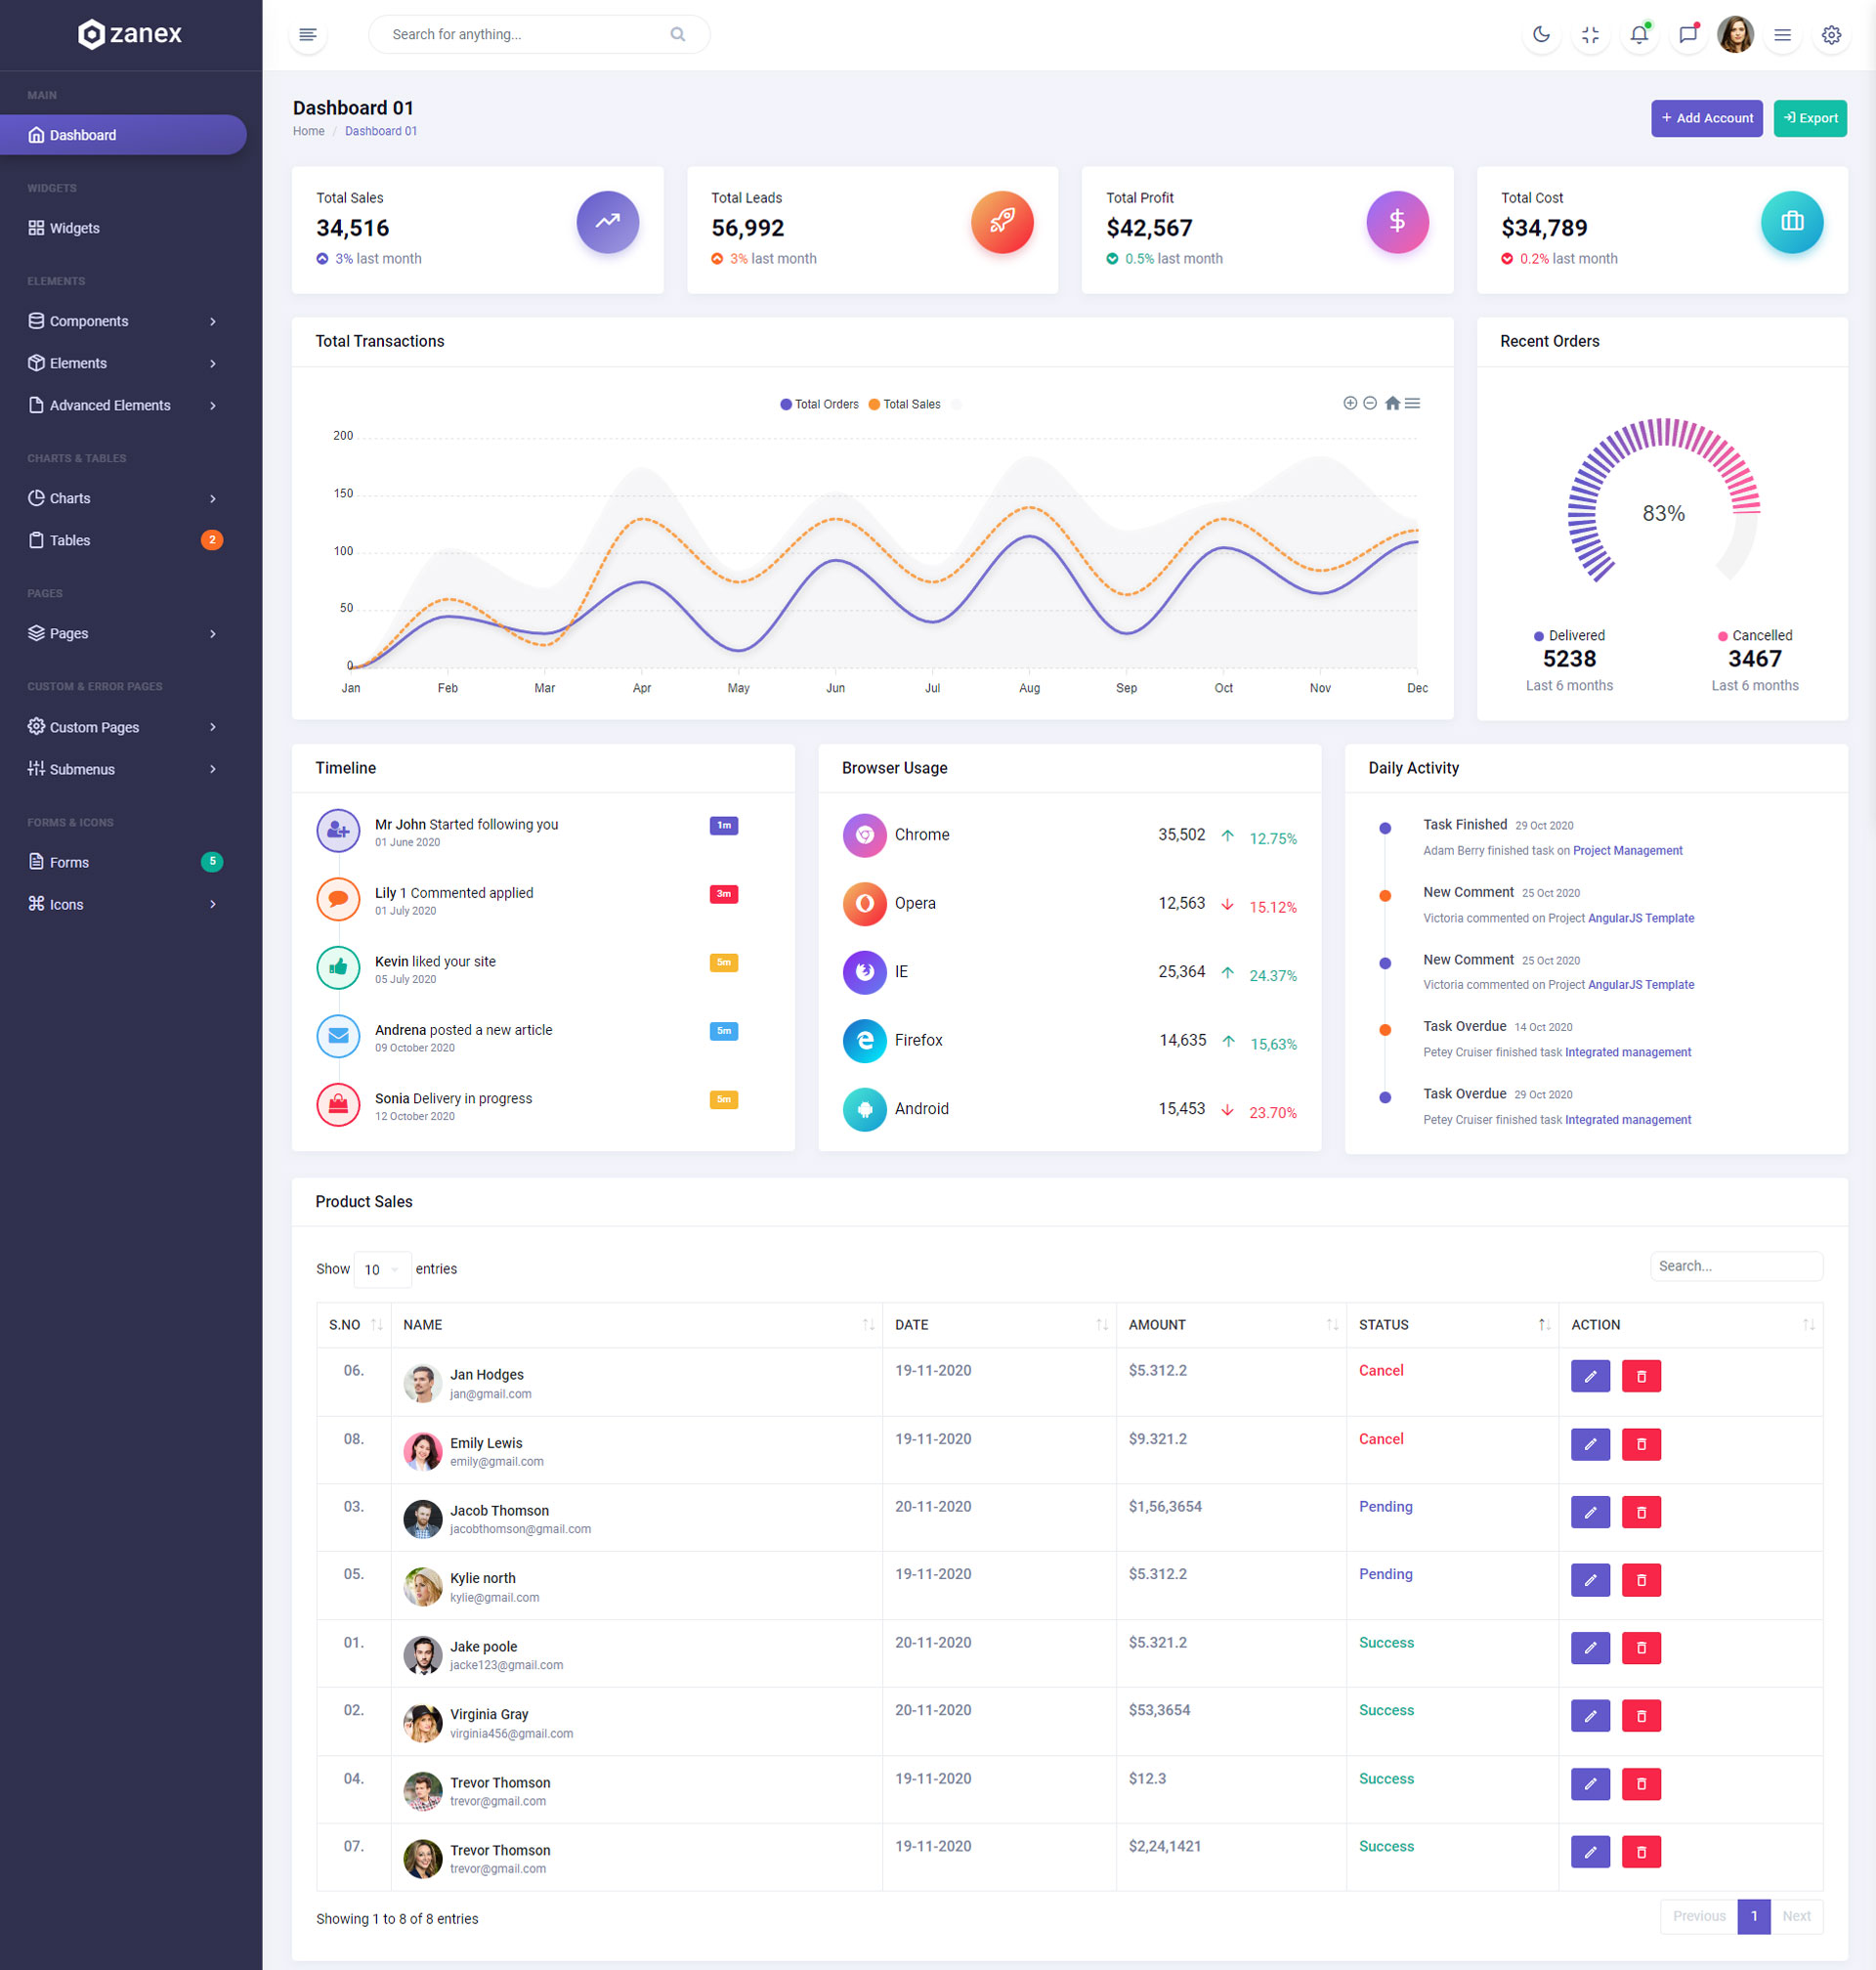 zanex
Search for anything...
MAIN
Dashboard
WIDGETS
Widgets
ELEMENTS
Components
Elements
Advanced Elements
CHARTS & TABLES
Charts
Tables 2
PAGES
Pages
CUSTOM & ERROR PAGES
Custom Pages
Submenus
FORMS & ICONS
Forms 5
Icons
Dashboard 01
Home / Dashboard 01
+ Add Account
Export
Total Sales
34,516
3% last month
Total Leads
56,992
3% last month
Total Profit
$42,567
0.5% last month
Total Cost
$34,789
0.2% last month
Total Transactions
Total Orders Total Sales
200
150
100
50
0
Jan Feb Mar Apr May Jun Jul Aug Sep Oct Nov Dec
Recent Orders
83%
Delivered
5238
Last 6 months
Cancelled
3467
Last 6 months
Timeline
Mr John Started following you 1m
01 June 2020
Lily 1 Commented applied 3m
01 July 2020
Kevin liked your site 5m
05 July 2020
Andrena posted a new article 5m
09 October 2020
Sonia Delivery in progress 5m
12 October 2020
Browser Usage
Chrome 35,502 12.75%
Opera 12,563 15.12%
IE 25,364 24.37%
Firefox 14,635 15,63%
Android 15,453 23.70%
Daily Activity
Task Finished 29 Oct 2020
Adam Berry finished task on Project Management
New Comment 25 Oct 2020
Victoria commented on Project AngularJS Template
New Comment 25 Oct 2020
Victoria commented on Project AngularJS Template
Task Overdue 14 Oct 2020
Petey Cruiser finished task Integrated management
Task Overdue 29 Oct 2020
Petey Cruiser finished task Integrated management
Product Sales
Show 10 entries
Search...
S.NO NAME DATE AMOUNT STATUS ACTION
06. Jan Hodges 19-11-2020 $5.312.2 Cancel
jan@gmail.com
08. Emily Lewis 19-11-2020 $9.321.2 Cancel
emily@gmail.com
03. Jacob Thomson 20-11-2020 $1,56,3654 Pending
jacobthomson@gmail.com
05. Kylie north 19-11-2020 $5.312.2 Pending
kylie@gmail.com
01. Jake poole 20-11-2020 $5.321.2 Success
jacke123@gmail.com
02. Virginia Gray 20-11-2020 $53,3654 Success
virginia456@gmail.com
04. Trevor Thomson 19-11-2020 $12.3 Success
trevor@gmail.com
07. Trevor Thomson 19-11-2020 $2,24,1421 Success
trevor@gmail.com
Showing 1 to 8 of 8 entries
Previous 1 Next